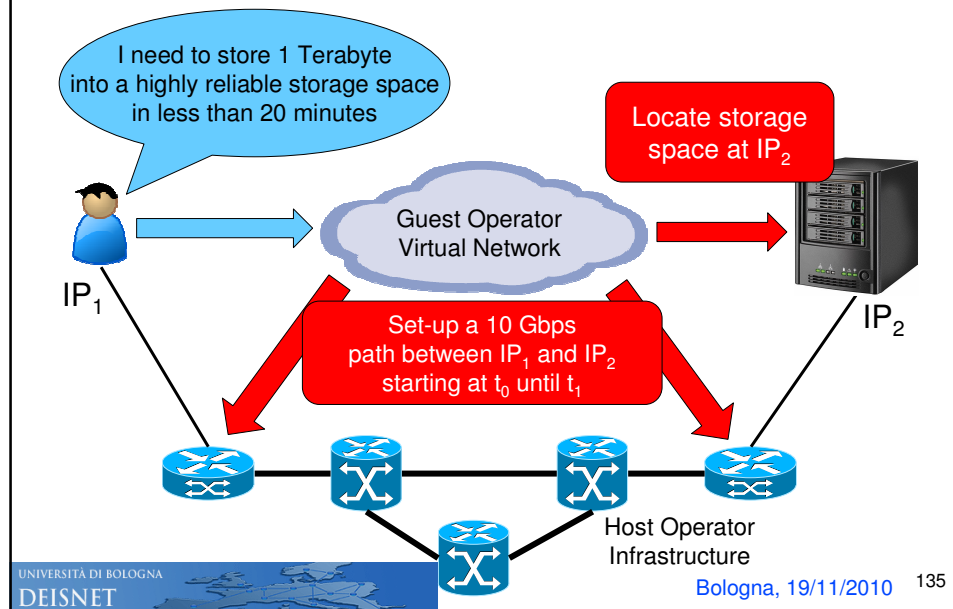 I need to store 1 Terabyte
into a highly reliable storage space
in less than 20 minutes
Locate storage
space at IP₂
Guest Operator
Virtual Network
IP₁
IP₂
Set-up a 10 Gbps
path between IP₁ and IP₂
starting at t₀ until t₁
Host Operator
Infrastructure
UNIVERSITÀ DI BOLOGNA
DEISNET
Bologna, 19/11/2010
135